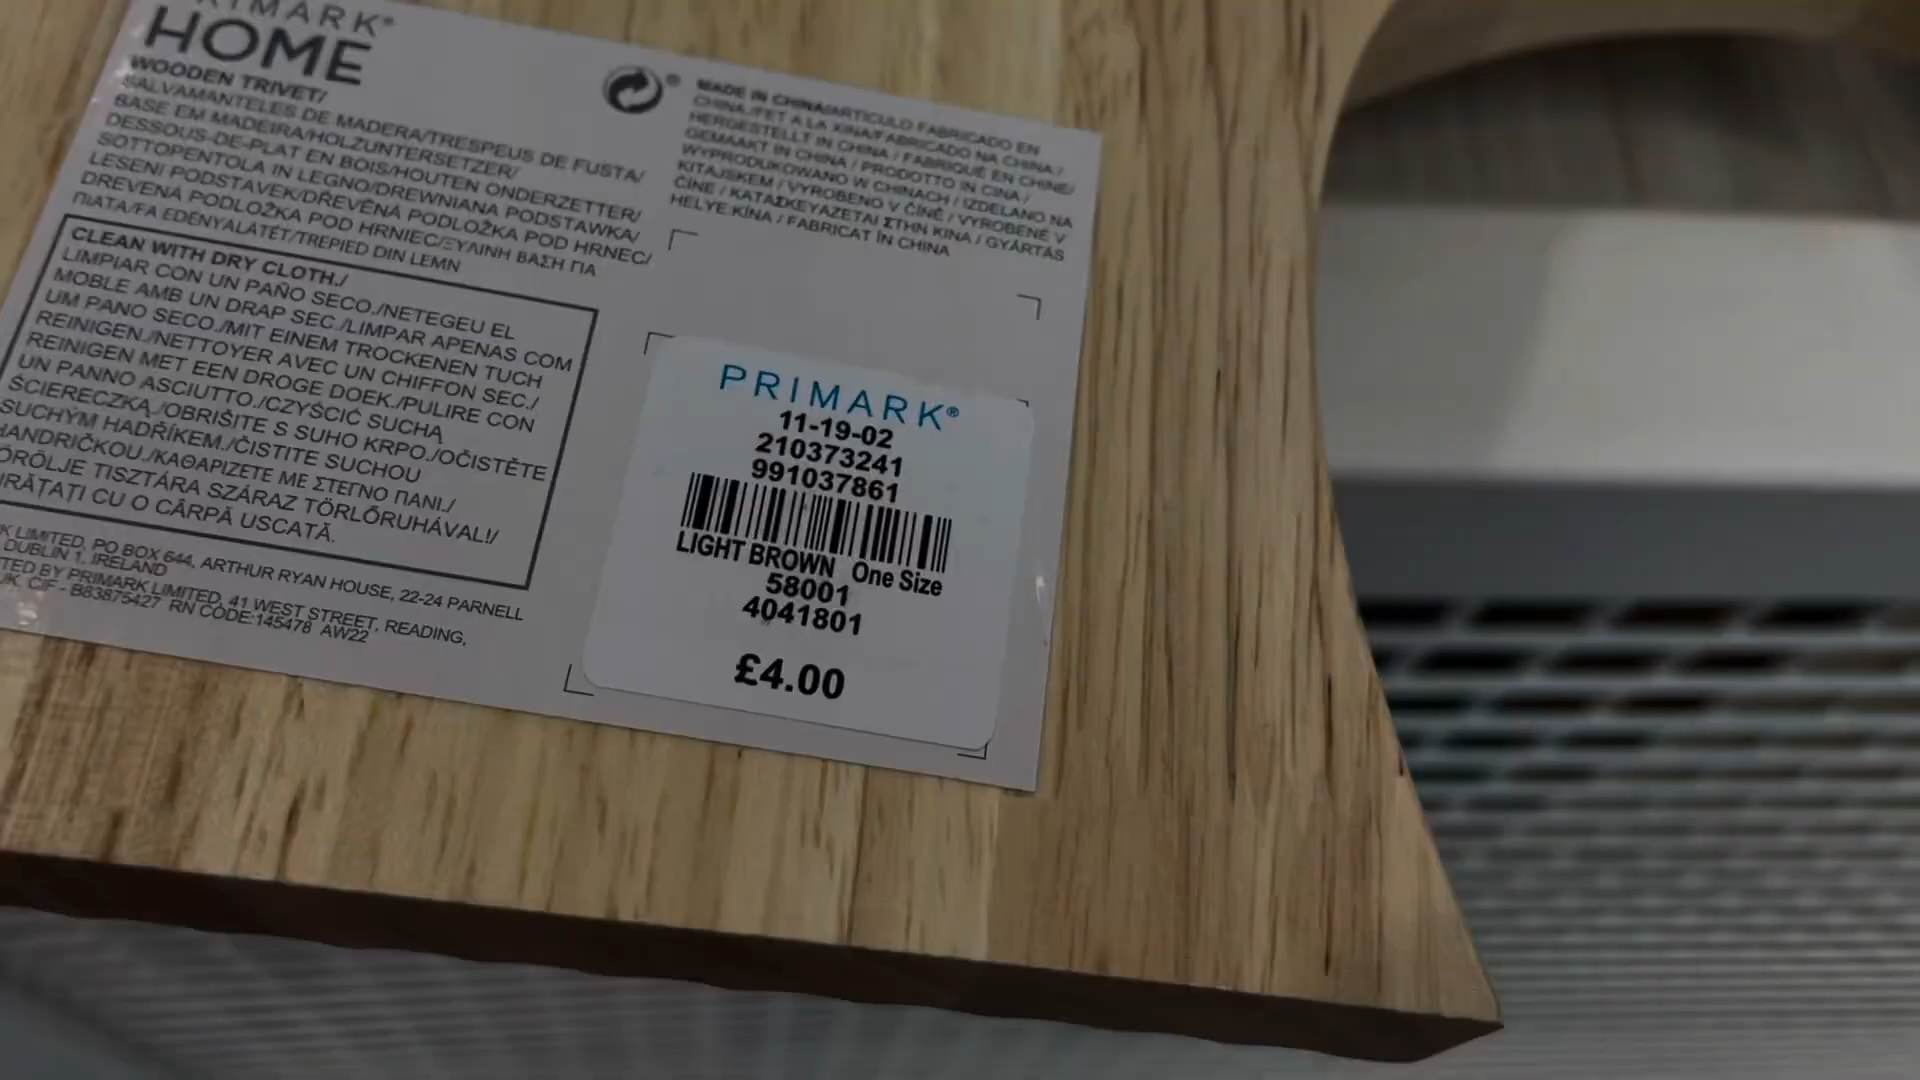 PRIMARK®
HOME
WOODEN TRIVET/
SALVAMANTELES DE MADERA/TRESPEUS DE FUSTA/
BASE EM MADEIRA/HOLZUNTERSETZER/
DESSOUS-DE-PLAT EN BOIS/HOUTEN ONDERZETTER/
SOTTOPENTOLA IN LEGNO/DREWNIANA PODSTAWKA/
LESENI PODSTAVEK/DŘEVĚNÁ PODLOŽKA POD HRNEC/
DREVENÁ PODLOŽKA POD HRNIEC/ΞΥΛΙΝΗ ΒΑΣΗ ΓΙΑ
ΠΙΑΤΑ/FA EDÉNYALÁTÉT/TREPIED DIN LEMN
CLEAN WITH DRY CLOTH./
LIMPIAR CON UN PAÑO SECO./NETEGEU EL
MOBLE AMB UN DRAP SEC./LIMPAR APENAS COM
UM PANO SECO./MIT EINEM TROCKENEN TUCH
REINIGEN./NETTOYER AVEC UN CHIFFON SEC./
REINIGEN MET EEN DROGE DOEK./PULIRE CON
UN PANNO ASCIUTTO./CZYŚCIĆ SUCHĄ
ŚCIERECZKĄ./OBRIŠITE S SUHO KRPO./OČISTĚTE
SUCHÝM HADŘÍKEM./ČISTITE SUCHOU
HANDRIČKOU./ΚΑΘΑΡΙΖΕΤΕ ΜΕ ΣΤΕΓΝΟ ΠΑΝΙ./
TÖRÖLJE TISZTÁRA SZÁRAZ TÖRLŐRUHÁVAL!/
CURĂȚAȚI CU O CÂRPĂ USCATĂ.
K LIMITED, PO BOX 644, ARTHUR RYAN HOUSE, 22-24 PARNELL
DUBLIN 1, IRELAND
TED BY PRIMARK LIMITED, 41 WEST STREET, READING,
UK. CIF - B83875427 RN CODE:145478 AW22
MADE IN CHINA/ARTÍCULO FABRICADO EN
CHINA /FET A LA XINA/FABRICADO NA CHINA /
HERGESTELLT IN CHINA / FABRIQUÉ EN CHINE/
GEMAAKT IN CHINA / PRODOTTO IN CINA /
WYPRODUKOWANO W CHINACH / IZDELANO NA
KITAJSKEM / VYROBENO V ČÍNĚ / VYROBENÉ V
ČÍNE / ΚΑΤΑΣΚΕΥΑΖΕΤΑΙ ΣΤΗΝ ΚΙΝΑ / GYÁRTÁS
HELYE:KÍNA / FABRICAT ÎN CHINA
PRIMARK®
11-19-02
210373241
991037861
LIGHT BROWN One Size
58001
4041801
£4.00